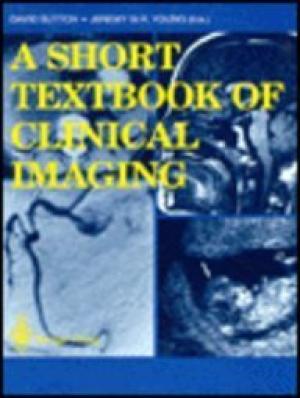 DAVID SUTTON • JEREMY W.R. YOUNG (Eds.)
A SHORT
TEXTBOOK OF
CLINICAL
IMAGING